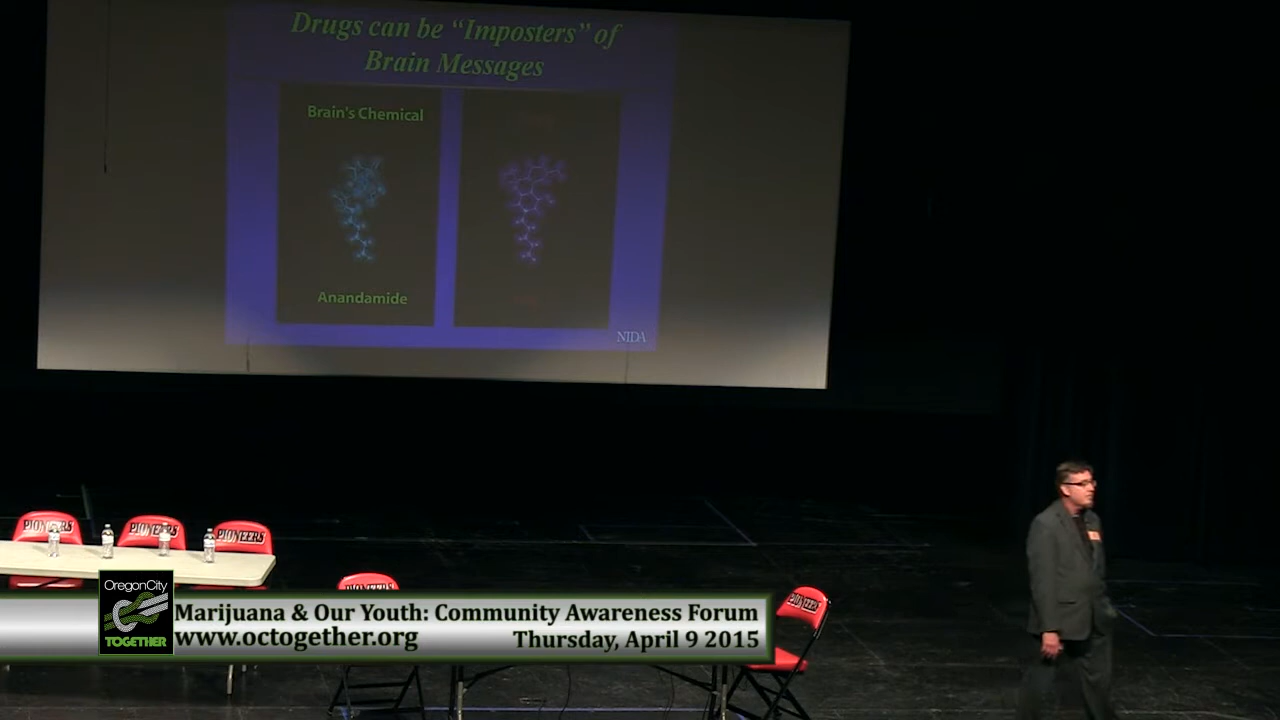 Drugs can be “Imposters” of
Brain Messages
Brain's Chemical
Anandamide
NIDA
PIONEERS
PIONEERS
PIONEERS
PIONEERS
PIONEERS
OregonCity
TOGETHER
Marijuana & Our Youth: Community Awareness Forum
www.octogether.org
Thursday, April 9 2015